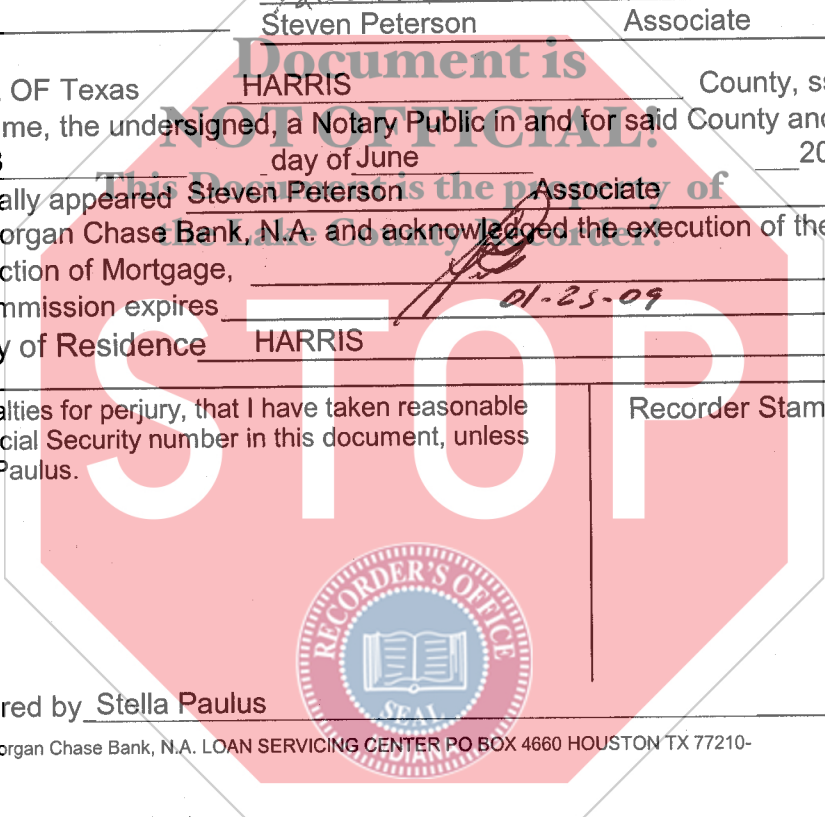 Steven Peterson Associate
Document is
OF Texas HARRIS County, ss
NOT OFFICIAL!
me, the undersigned, a Notary Public in and for said County and
day of June 20
This Document is the property of
ally appeared Steven Peterson Associate
the Lake County Recorder!
organ Chase Bank, N.A. and acknowledged the execution of the
ction of Mortgage,
mmission expires 01-25-09
y of Residence HARRIS
STOP
alties for perjury, that I have taken reasonable
Recorder Stam
cial Security number in this document, unless
Paulus.
RECORDER'S OFFICE
SEAL
INDIANA
red by Stella Paulus
organ Chase Bank, N.A. LOAN SERVICING CENTER PO BOX 4660 HOUSTON TX 77210-